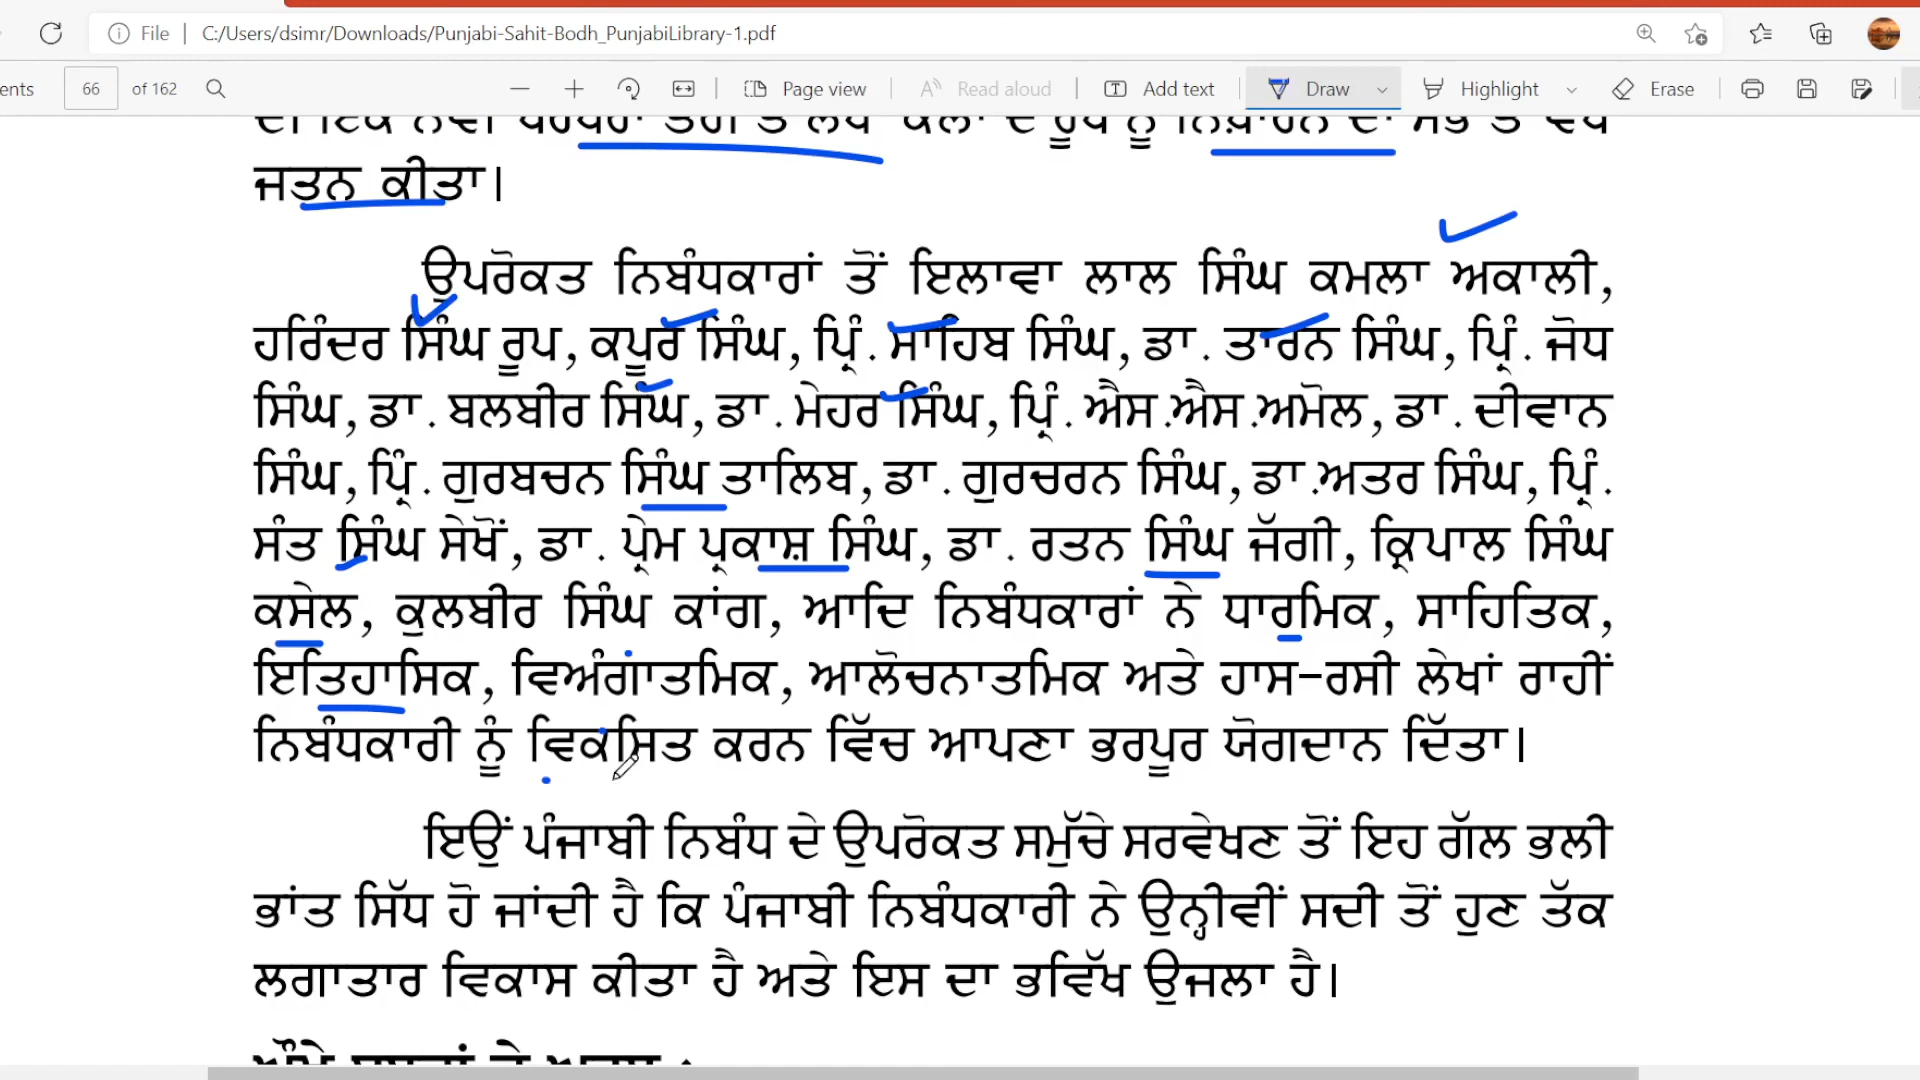 File | C:/Users/dsimr/Downloads/Punjabi-Sahit-Bodh_PunjabiLibrary-1.pdf
ents 66 of 162 Page view Read aloud Add text Draw Highlight Erase
ਜਤਨ ਕੀਤਾ।
ਉਪਰੋਕਤ ਨਿਬੰਧਕਾਰਾਂ ਤੋਂ ਇਲਾਵਾ ਲਾਲ ਸਿੰਘ ਕਮਲਾ ਅਕਾਲੀ,
ਹਰਿੰਦਰ ਸਿੰਘ ਰੂਪ, ਕਪੂਰ ਸਿੰਘ, ਪ੍ਰਿੰ. ਸਾਹਿਬ ਸਿੰਘ, ਡਾ. ਤਾਰਨ ਸਿੰਘ, ਪ੍ਰਿੰ. ਜੋਧ
ਸਿੰਘ, ਡਾ. ਬਲਬੀਰ ਸਿੰਘ, ਡਾ. ਮੇਹਰ ਸਿੰਘ, ਪ੍ਰਿੰ. ਐਸ.ਐਸ.ਅਮੋਲ, ਡਾ. ਦੀਵਾਨ
ਸਿੰਘ, ਪ੍ਰਿੰ. ਗੁਰਬਚਨ ਸਿੰਘ ਤਾਲਿਬ, ਡਾ. ਗੁਰਚਰਨ ਸਿੰਘ, ਡਾ.ਅਤਰ ਸਿੰਘ, ਪ੍ਰਿੰ.
ਸੰਤ ਸਿੰਘ ਸੇਖੋਂ, ਡਾ. ਪ੍ਰੇਮ ਪ੍ਰਕਾਸ਼ ਸਿੰਘ, ਡਾ. ਰਤਨ ਸਿੰਘ ਜੱਗੀ, ਕ੍ਰਿਪਾਲ ਸਿੰਘ
ਕਸੇਲ, ਕੁਲਬੀਰ ਸਿੰਘ ਕਾਂਗ, ਆਦਿ ਨਿਬੰਧਕਾਰਾਂ ਨੇ ਧਾਰਮਿਕ, ਸਾਹਿਤਿਕ,
ਇਤਿਹਾਸਿਕ, ਵਿਅੰਗਾਤਮਿਕ, ਆਲੋਚਨਾਤਮਿਕ ਅਤੇ ਹਾਸ-ਰਸੀ ਲੇਖਾਂ ਰਾਹੀਂ
ਨਿਬੰਧਕਾਰੀ ਨੂੰ ਵਿਕਸਿਤ ਕਰਨ ਵਿੱਚ ਆਪਣਾ ਭਰਪੂਰ ਯੋਗਦਾਨ ਦਿੱਤਾ।
ਇਉਂ ਪੰਜਾਬੀ ਨਿਬੰਧ ਦੇ ਉਪਰੋਕਤ ਸਮੁੱਚੇ ਸਰਵੇਖਣ ਤੋਂ ਇਹ ਗੱਲ ਭਲੀ
ਭਾਂਤ ਸਿੱਧ ਹੋ ਜਾਂਦੀ ਹੈ ਕਿ ਪੰਜਾਬੀ ਨਿਬੰਧਕਾਰੀ ਨੇ ਉਨ੍ਹੀਵੀਂ ਸਦੀ ਤੋਂ ਹੁਣ ਤੱਕ
ਲਗਾਤਾਰ ਵਿਕਾਸ ਕੀਤਾ ਹੈ ਅਤੇ ਇਸ ਦਾ ਭਵਿੱਖ ਉਜਲਾ ਹੈ।